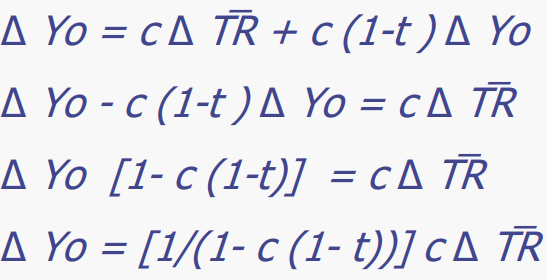 Δ Yo = c Δ T̅R̅ + c (1-t ) Δ Yo
Δ Yo - c (1-t ) Δ Yo = c Δ T̅R̅
Δ Yo [1- c (1-t)] = c Δ T̅R̅
Δ Yo = [1/(1- c (1- t))] c Δ T̅R̅